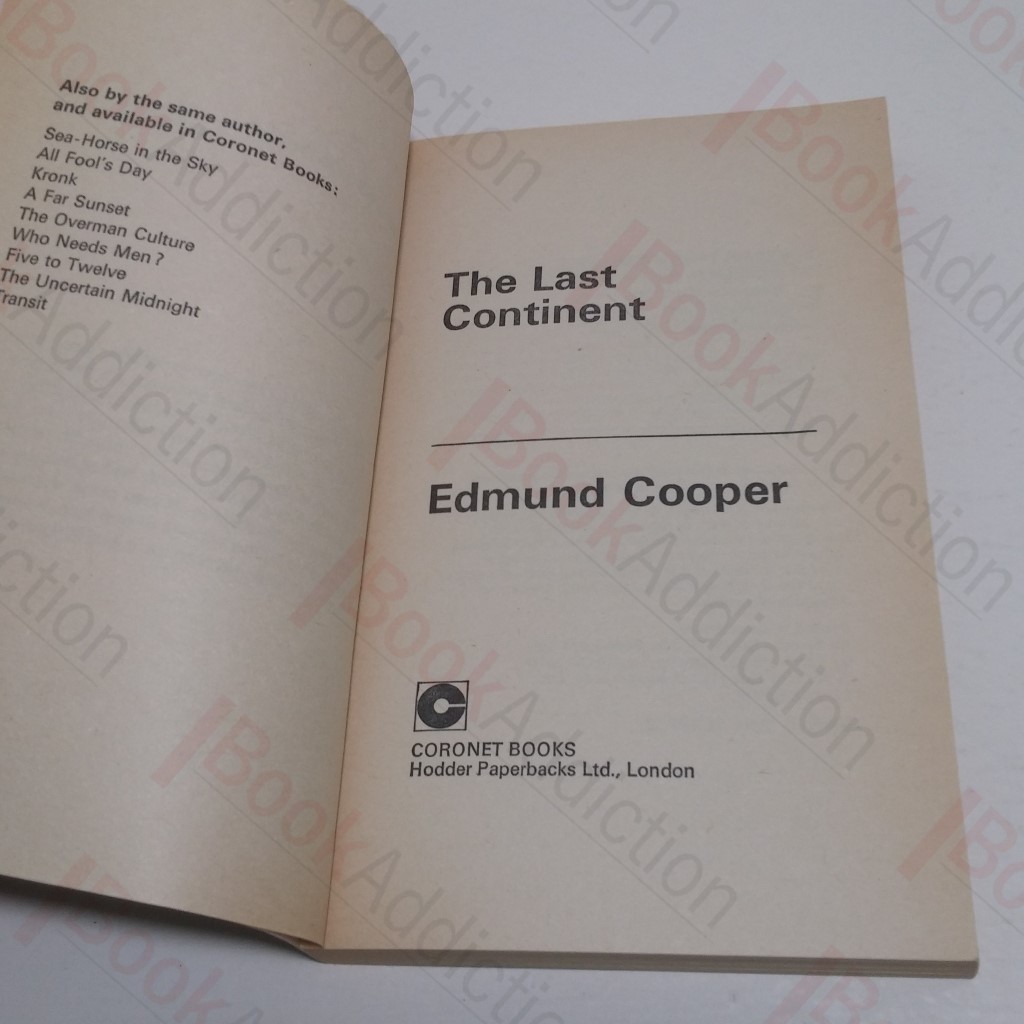 Also by the same author,
and available in Coronet Books:
Sea-Horse in the Sky
All Fool's Day
Kronk
A Far Sunset
The Overman Culture
Who Needs Men?
Five to Twelve
The Uncertain Midnight
Transit
The Last
Continent
Edmund Cooper
CORONET BOOKS
Hodder Paperbacks Ltd., London
BookAddiction